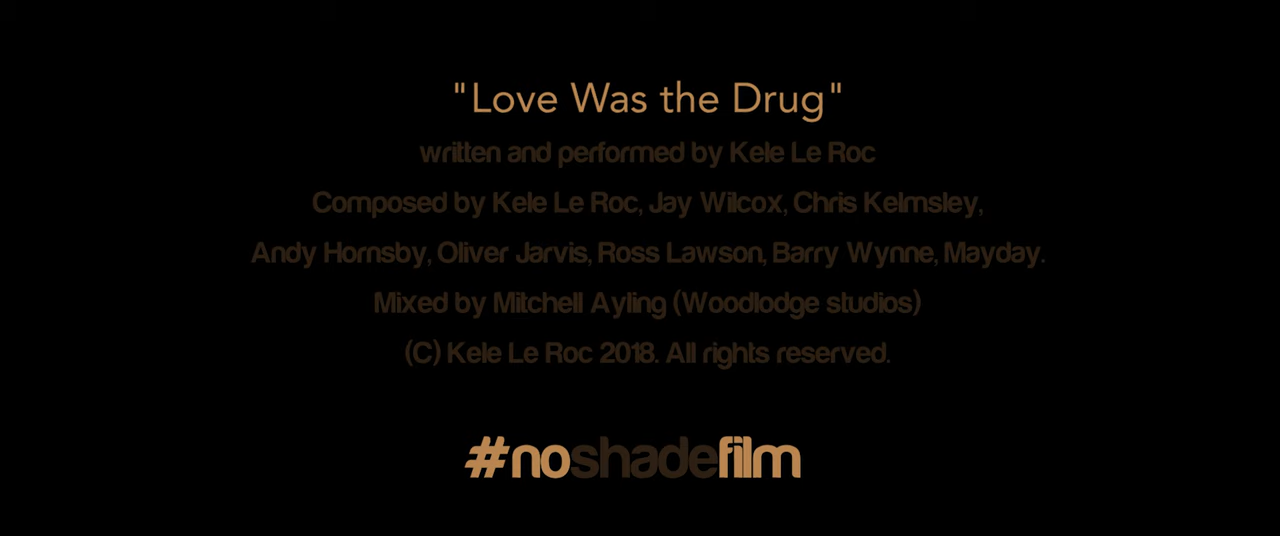 "Love Was the Drug"
written and performed by Kele Le Roc
Composed by Kele Le Roc, Jay Wilcox, Chris Kelmsley,
Andy Hornsby, Oliver Jarvis, Ross Lawson, Barry Wynne, Mayday.
Mixed by Mitchell Ayling (Woodlodge studios)
(C) Kele Le Roc 2018. All rights reserved.
#noshadefilm